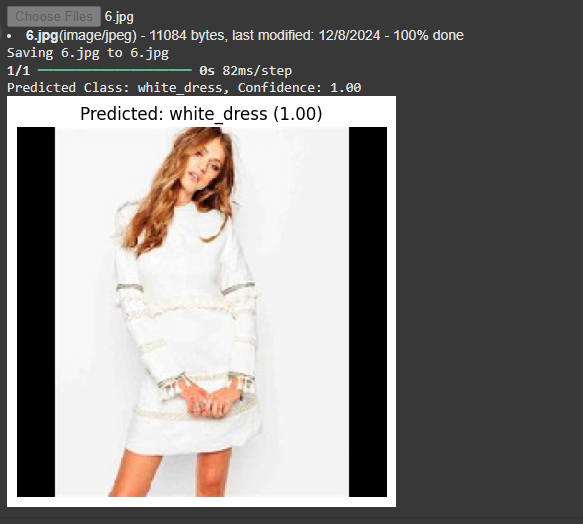 Choose Files 6.jpg
• 6.jpg(image/jpeg) - 11084 bytes, last modified: 12/8/2024 - 100% done
Saving 6.jpg to 6.jpg
1/1 ━━━━━━━━━━━━━━━━━━━━ 0s 82ms/step
Predicted Class: white_dress, Confidence: 1.00
Predicted: white_dress (1.00)